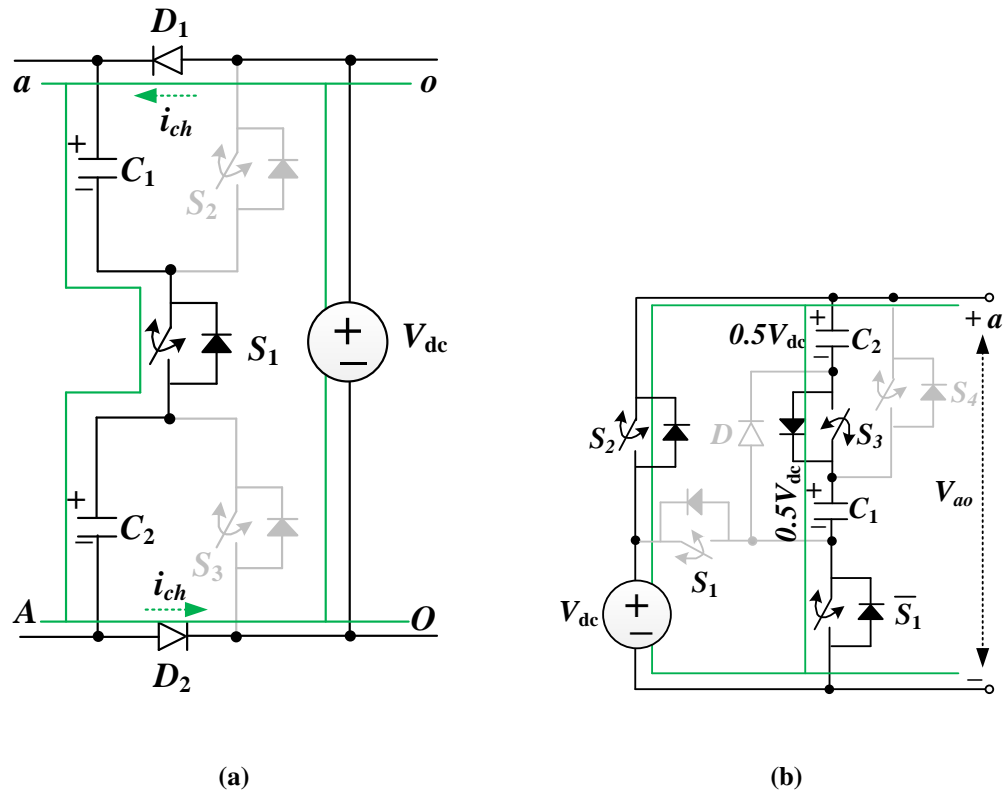 D1
a
o
ich
+
C1
−
S2
S1
+
−
Vdc
+
C2
−
S3
ich
A
O
D2
+ a
+
0.5Vdc
C2
−
S4
S2
D
S3
0.5Vdc
+
C1
−
Vao
S1
Vdc
+
−
S̅1
−
(a)
(b)